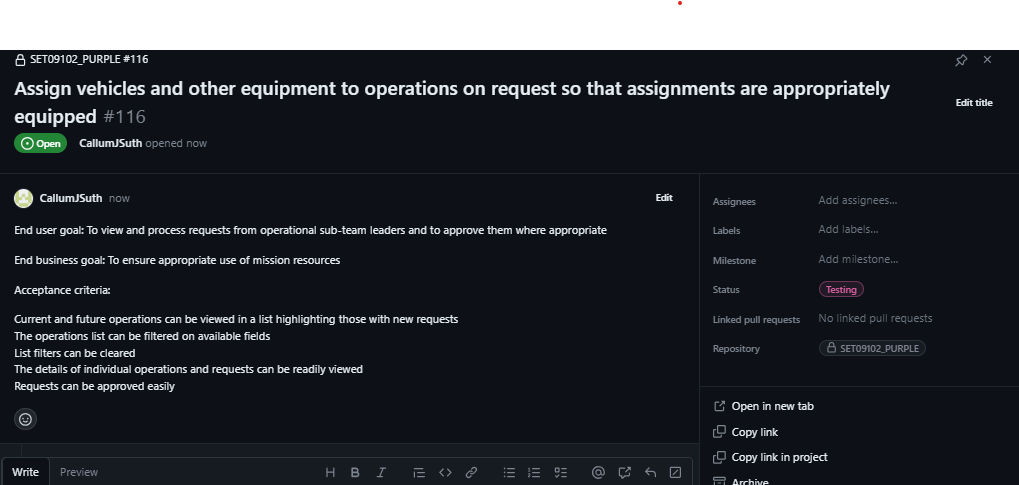 SET09102_PURPLE #116
Assign vehicles and other equipment to operations on request so that assignments are appropriately
equipped #116
Edit title
Open
CallumJSuth opened now
CallumJSuth now
Edit
End user goal: To view and process requests from operational sub-team leaders and to approve them where appropriate
End business goal: To ensure appropriate use of mission resources
Acceptance criteria:
Current and future operations can be viewed in a list highlighting those with new requests
The operations list can be filtered on available fields
List filters can be cleared
The details of individual operations and requests can be readily viewed
Requests can be approved easily
Write
Preview
Assignees
Add assignees...
Labels
Add labels...
Milestone
Add milestone...
Status
Testing
Linked pull requests
No linked pull requests
Repository
SET09102_PURPLE
Open in new tab
Copy link
Copy link in project
Archive